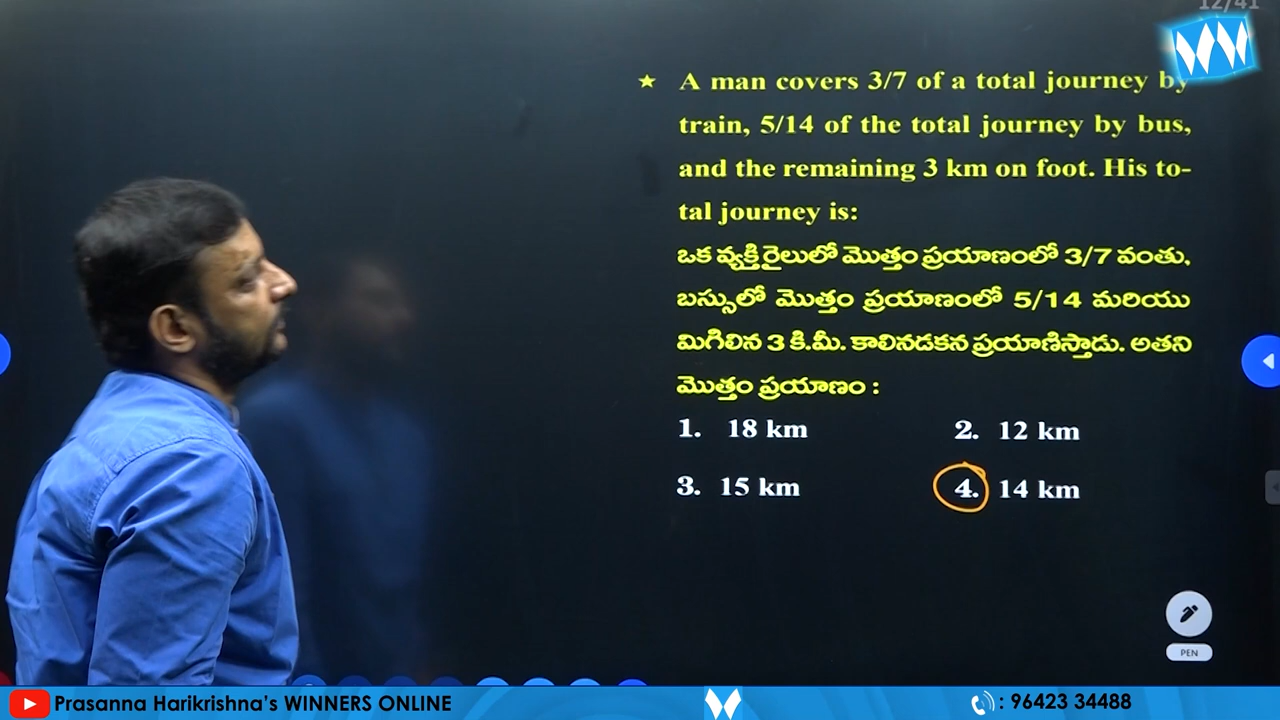 12/41
WW
★ A man covers 3/7 of a total journey by
train, 5/14 of the total journey by bus,
and the remaining 3 km on foot. His to-
tal journey is:
ఒక వ్యక్తి రైలులో మొత్తం ప్రయాణంలో 3/7 వంతు,
బస్సులో మొత్తం ప్రయాణంలో 5/14 మరియు
మిగిలిన 3 కి.మీ. కాలినడకన ప్రయాణిస్తాడు. అతని
మొత్తం ప్రయాణం :
1. 18 km 2. 12 km
3. 15 km 4. 14 km
PEN
Prasanna Harikrishna's WINNERS ONLINE : 96423 34488